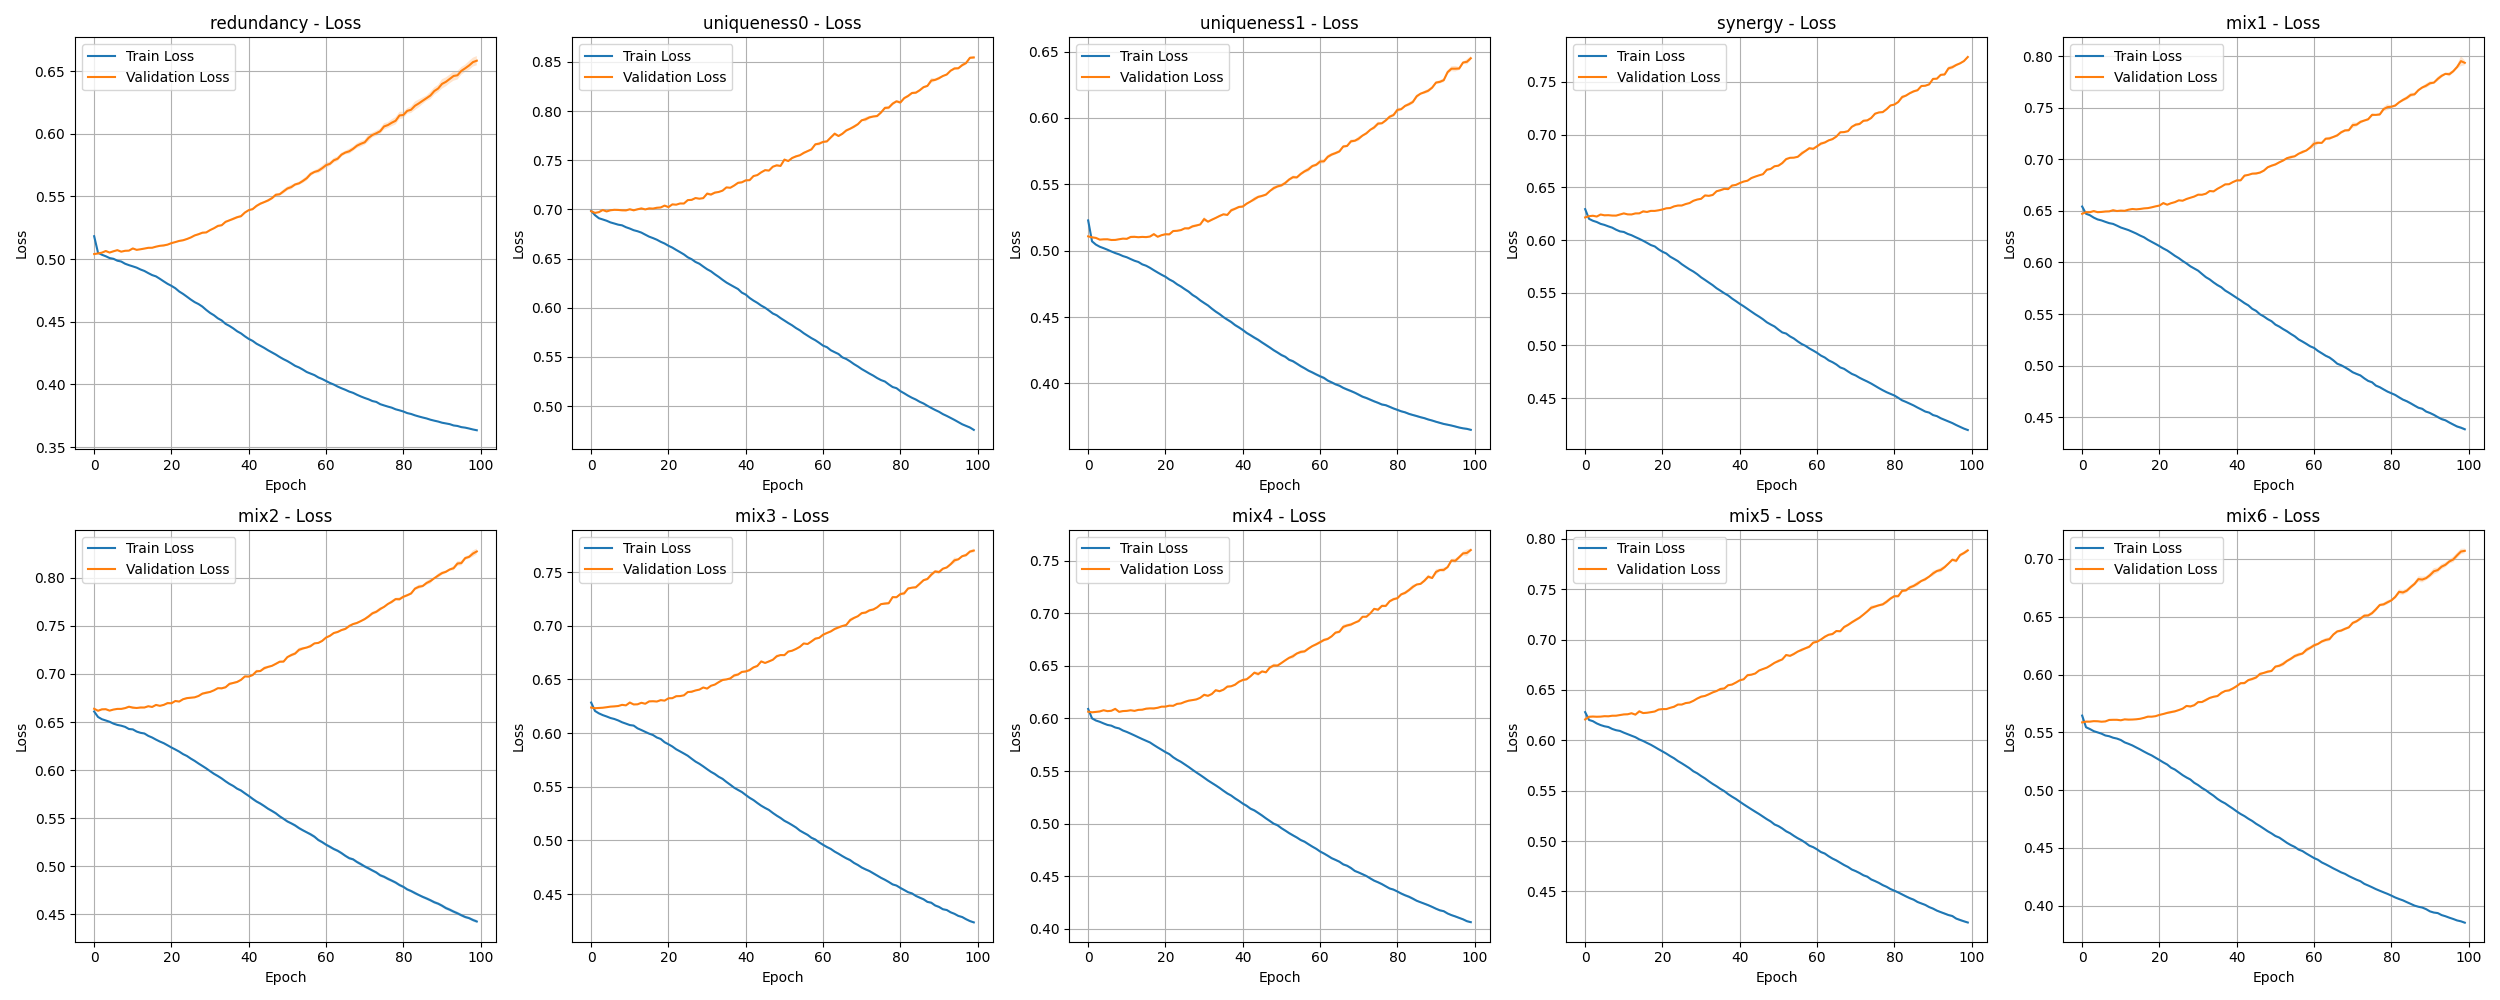 redundancy - Loss
Train Loss
Validation Loss
0.65
0.60
0.55
0.50
0.45
0.40
0.35
Loss
0 20 40 60 80 100
Epoch
uniqueness0 - Loss
Train Loss
Validation Loss
0.85
0.80
0.75
0.70
0.65
0.60
0.55
0.50
Loss
0 20 40 60 80 100
Epoch
uniqueness1 - Loss
Train Loss
Validation Loss
0.65
0.60
0.55
0.50
0.45
0.40
Loss
0 20 40 60 80 100
Epoch
synergy - Loss
Train Loss
Validation Loss
0.75
0.70
0.65
0.60
0.55
0.50
0.45
Loss
0 20 40 60 80 100
Epoch
mix1 - Loss
Train Loss
Validation Loss
0.80
0.75
0.70
0.65
0.60
0.55
0.50
0.45
Loss
0 20 40 60 80 100
Epoch
mix2 - Loss
Train Loss
Validation Loss
0.80
0.75
0.70
0.65
0.60
0.55
0.50
0.45
Loss
0 20 40 60 80 100
Epoch
mix3 - Loss
Train Loss
Validation Loss
0.75
0.70
0.65
0.60
0.55
0.50
0.45
Loss
0 20 40 60 80 100
Epoch
mix4 - Loss
Train Loss
Validation Loss
0.75
0.70
0.65
0.60
0.55
0.50
0.45
0.40
Loss
0 20 40 60 80 100
Epoch
mix5 - Loss
Train Loss
Validation Loss
0.80
0.75
0.70
0.65
0.60
0.55
0.50
0.45
Loss
0 20 40 60 80 100
Epoch
mix6 - Loss
Train Loss
Validation Loss
0.70
0.65
0.60
0.55
0.50
0.45
0.40
Loss
0 20 40 60 80 100
Epoch